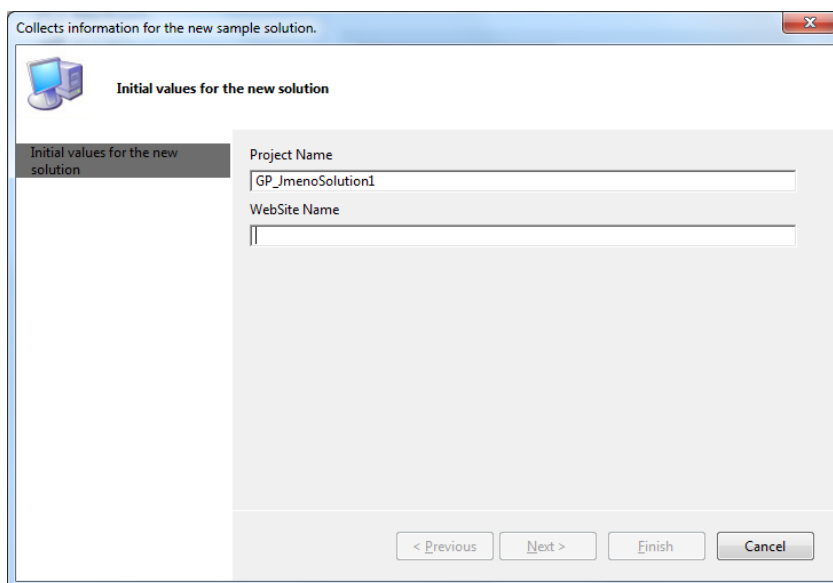 Collects information for the new sample solution.
Initial values for the new solution
Initial values for the new
solution
Project Name
GP_JmenoSolution1
WebSite Name
< Previous
Next >
Finish
Cancel